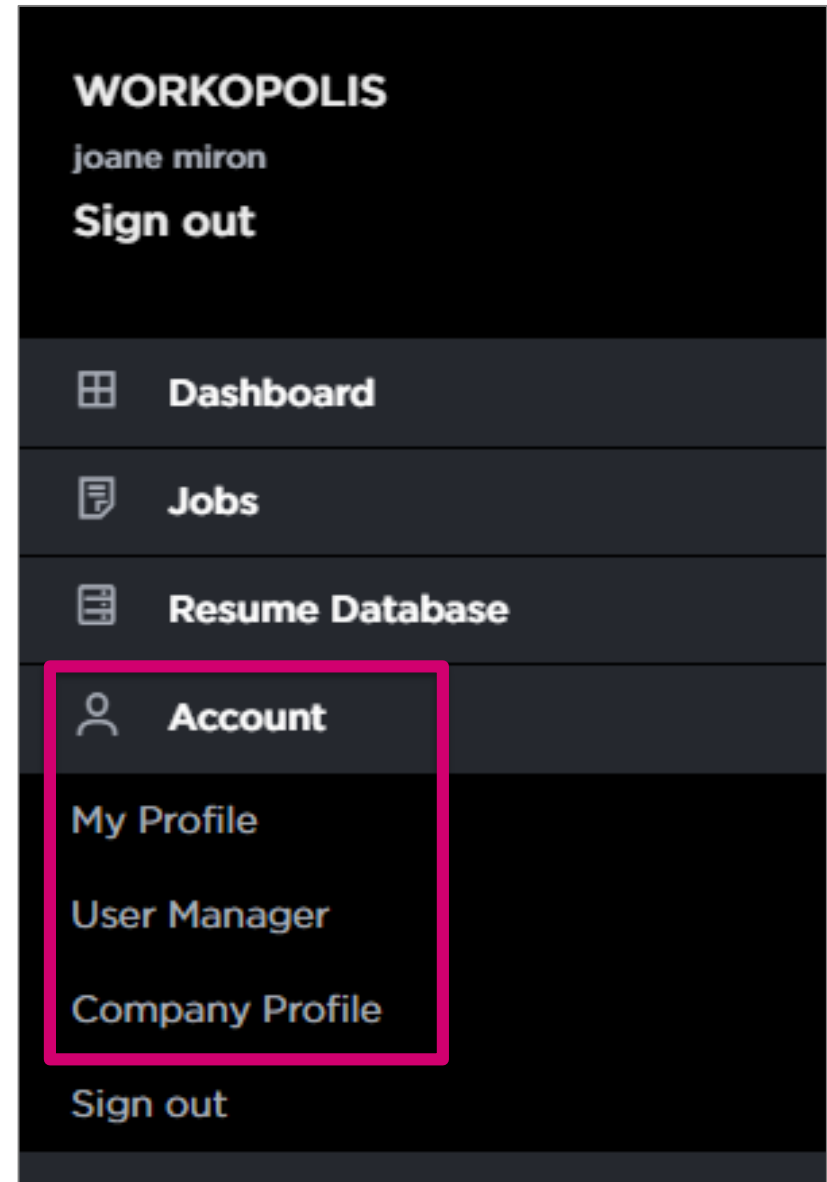 WORKOPOLIS
joane miron
Sign out
Dashboard
Jobs
Resume Database
Account
My Profile
User Manager
Company Profile
Sign out